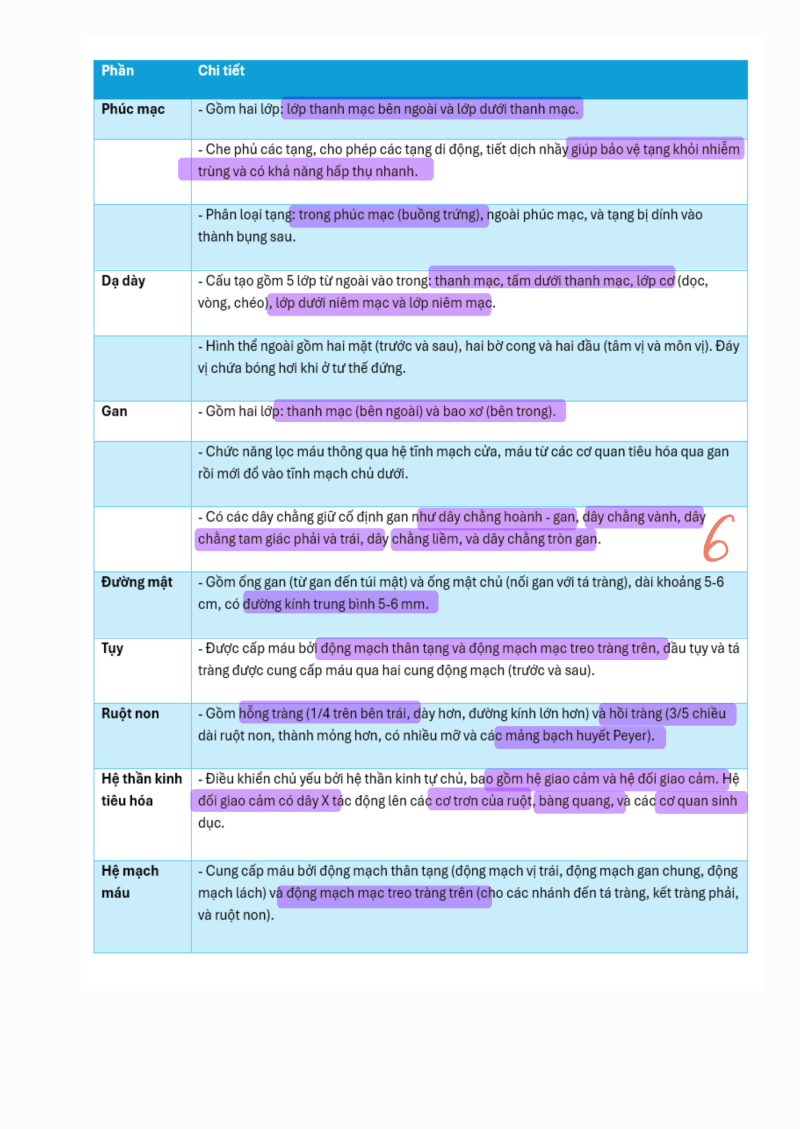 Phần Chi tiết
Phúc mạc - Gồm hai lớp: lớp thanh mạc bên ngoài và lớp dưới thanh mạc.
- Che phủ các tạng, cho phép các tạng di động, tiết dịch nhầy giúp bảo vệ tạng khỏi nhiễm
trùng và có khả năng hấp thụ nhanh.
- Phân loại tạng: trong phúc mạc (buồng trứng), ngoài phúc mạc, và tạng bị dính vào
thành bụng sau.
Dạ dày - Cấu tạo gồm 5 lớp từ ngoài vào trong: thanh mạc, tấm dưới thanh mạc, lớp cơ (dọc,
vòng, chéo), lớp dưới niêm mạc và lớp niêm mạc.
- Hình thể ngoài gồm hai mặt (trước và sau), hai bờ cong và hai đầu (tâm vị và môn vị). Đáy
vị chứa bóng hơi khi ở tư thế đứng.
Gan - Gồm hai lớp: thanh mạc (bên ngoài) và bao xơ (bên trong).
- Chức năng lọc máu thông qua hệ tĩnh mạch cửa, máu từ các cơ quan tiêu hóa qua gan
rồi mới đổ vào tĩnh mạch chủ dưới.
- Có các dây chằng giữ cố định gan như dây chằng hoành - gan, dây chằng vành, dây
chằng tam giác phải và trái, dây chằng liềm, và dây chằng tròn gan.
6
Đường mật - Gồm ống gan (từ gan đến túi mật) và ống mật chủ (nối gan với tá tràng), dài khoảng 5-6
cm, có đường kính trung bình 5-6 mm.
Tụy - Được cấp máu bởi động mạch thân tạng và động mạch mạc treo tràng trên, đầu tụy và tá
tràng được cung cấp máu qua hai cung động mạch (trước và sau).
Ruột non - Gồm hỗng tràng (1/4 trên bên trái, dày hơn, đường kính lớn hơn) và hồi tràng (3/5 chiều
dài ruột non, thành mỏng hơn, có nhiều mỡ và các mảng bạch huyết Peyer).
Hệ thần kinh - Điều khiển chủ yếu bởi hệ thần kinh tự chủ, bao gồm hệ giao cảm và hệ đối giao cảm. Hệ
tiêu hóa đối giao cảm có dây X tác động lên các cơ trơn của ruột, bàng quang, và các cơ quan sinh
dục.
Hệ mạch - Cung cấp máu bởi động mạch thân tạng (động mạch vị trái, động mạch gan chung, động
máu mạch lách) và động mạch mạc treo tràng trên (cho các nhánh đến tá tràng, kết tràng phải,
và ruột non).